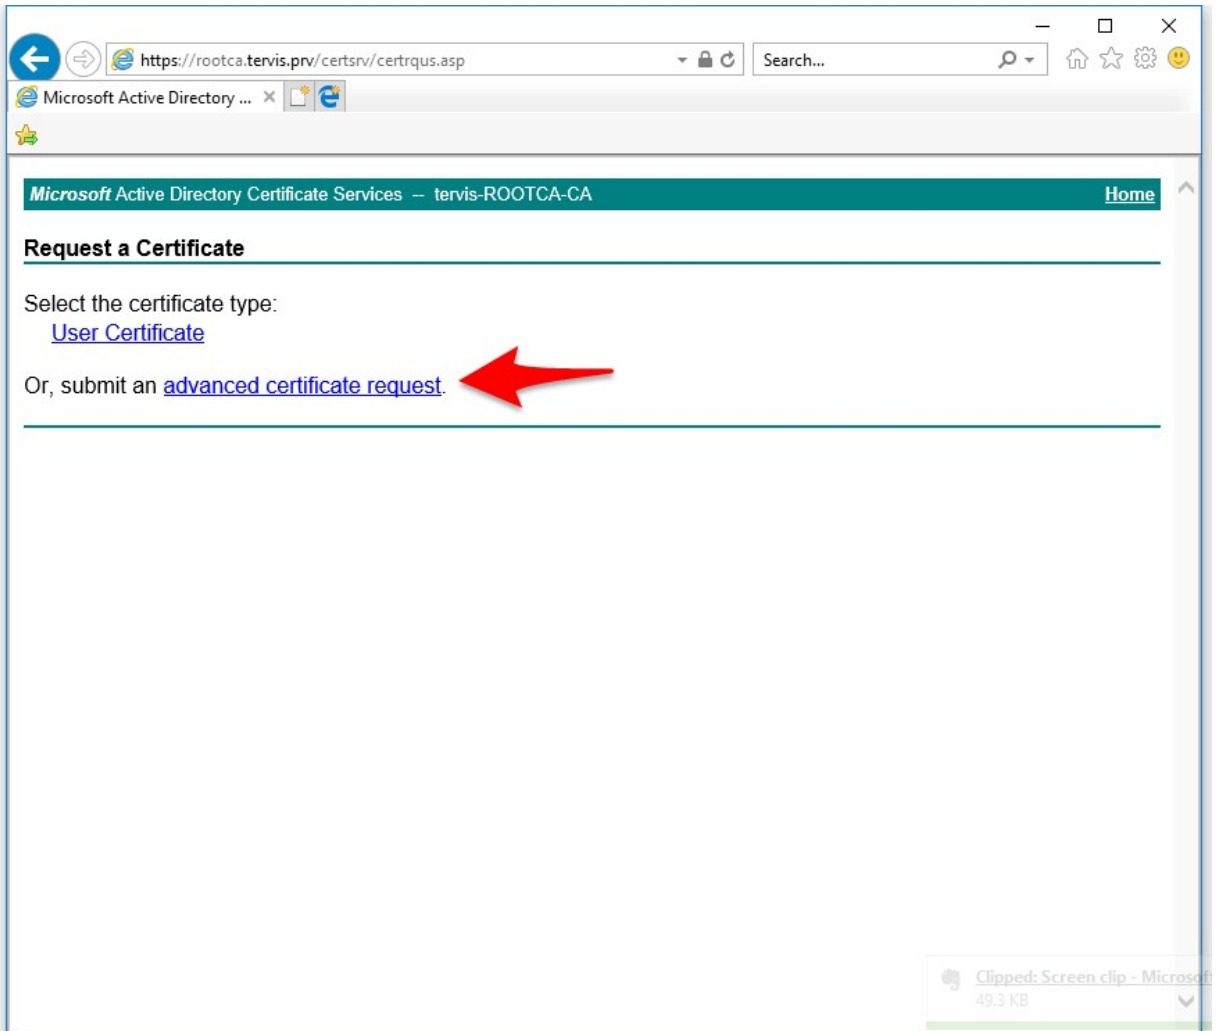 https://rootca.tervis.prv/certsrv/certrqus.asp
Search...
Microsoft Active Directory ...
Microsoft Active Directory Certificate Services -- tervis-ROOTCA-CA Home
Request a Certificate
Select the certificate type:
User Certificate
Or, submit an advanced certificate request.
Clipped: Screen clip - Microsoft
49.3 KB